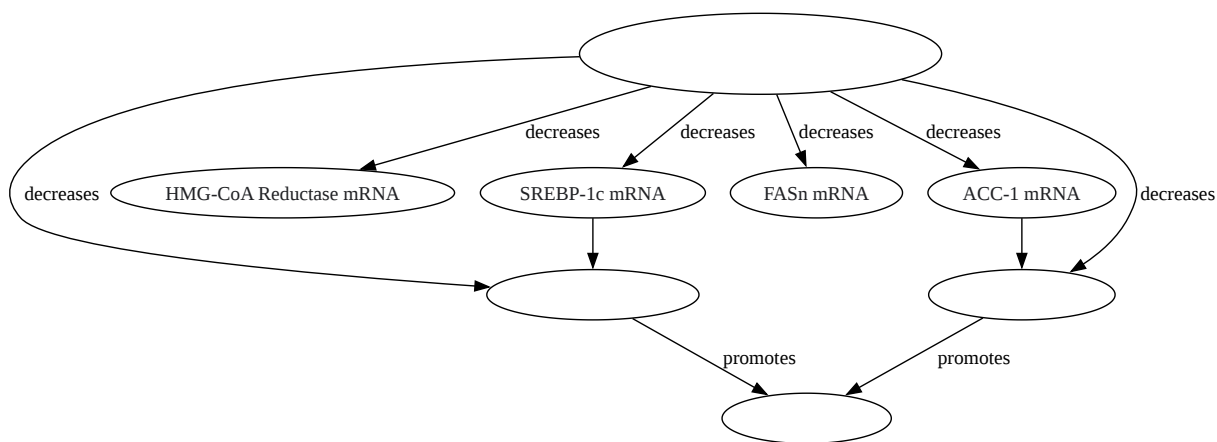 decreases
decreases
decreases
decreases
decreases
decreases
HMG-CoA Reductase mRNA
SREBP-1c mRNA
FASn mRNA
ACC-1 mRNA
promotes
promotes